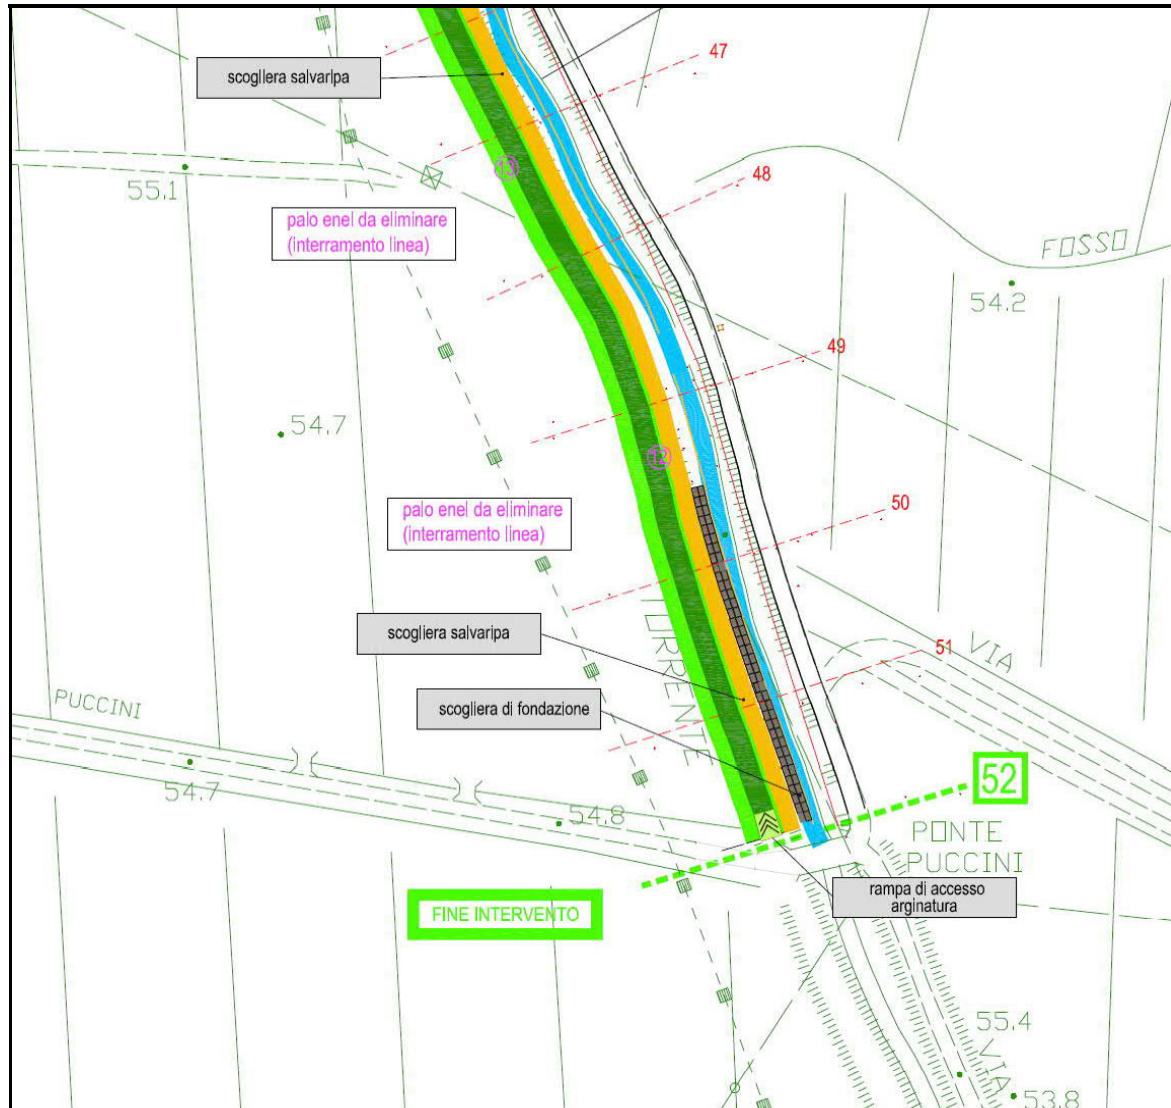 47
scogliera salvaripa
13
48
55.1
palo enel da eliminare
(interramento linea)
FOSSO
54.2
49
54.7
12
50
palo enel da eliminare
(interramento linea)
scogliera salvaripa
TORRENTE
51
VIA
PUCCINI
scogliera di fondazione
52
54.7
54.8
PONTE
PUCCINI
rampa di accesso
arginatura
FINE INTERVENTO
55.4
VIA
53.8